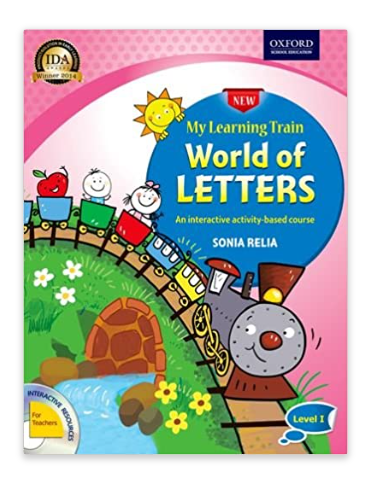 IDA
AWARDS
Winner 2014
OXFORD
SCHOOL EDUCATION
NEW
My Learning Train
World of
LETTERS
An interactive activity-based course
SONIA RELIA
INTERACTIVE RESOURCES
For
Teachers
Level I